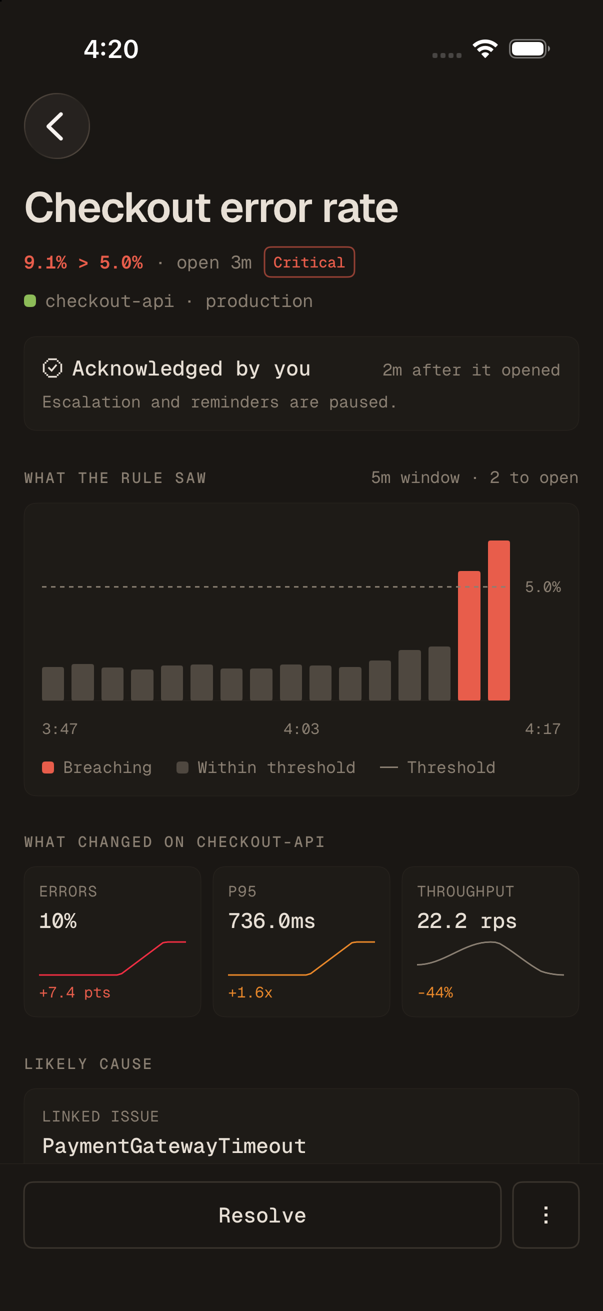 4:20
Checkout error rate
9.1% > 5.0% · open 3m Critical
checkout-api · production
Acknowledged by you 2m after it opened
Escalation and reminders are paused.
WHAT THE RULE SAW 5m window · 2 to open
5.0%
3:47 4:03 4:17
Breaching Within threshold Threshold
WHAT CHANGED ON CHECKOUT-API
ERRORS P95 THROUGHPUT
10% 736.0ms 22.2 rps
+7.4 pts +1.6x -44%
LIKELY CAUSE
LINKED ISSUE
PaymentGatewayTimeout
Resolve